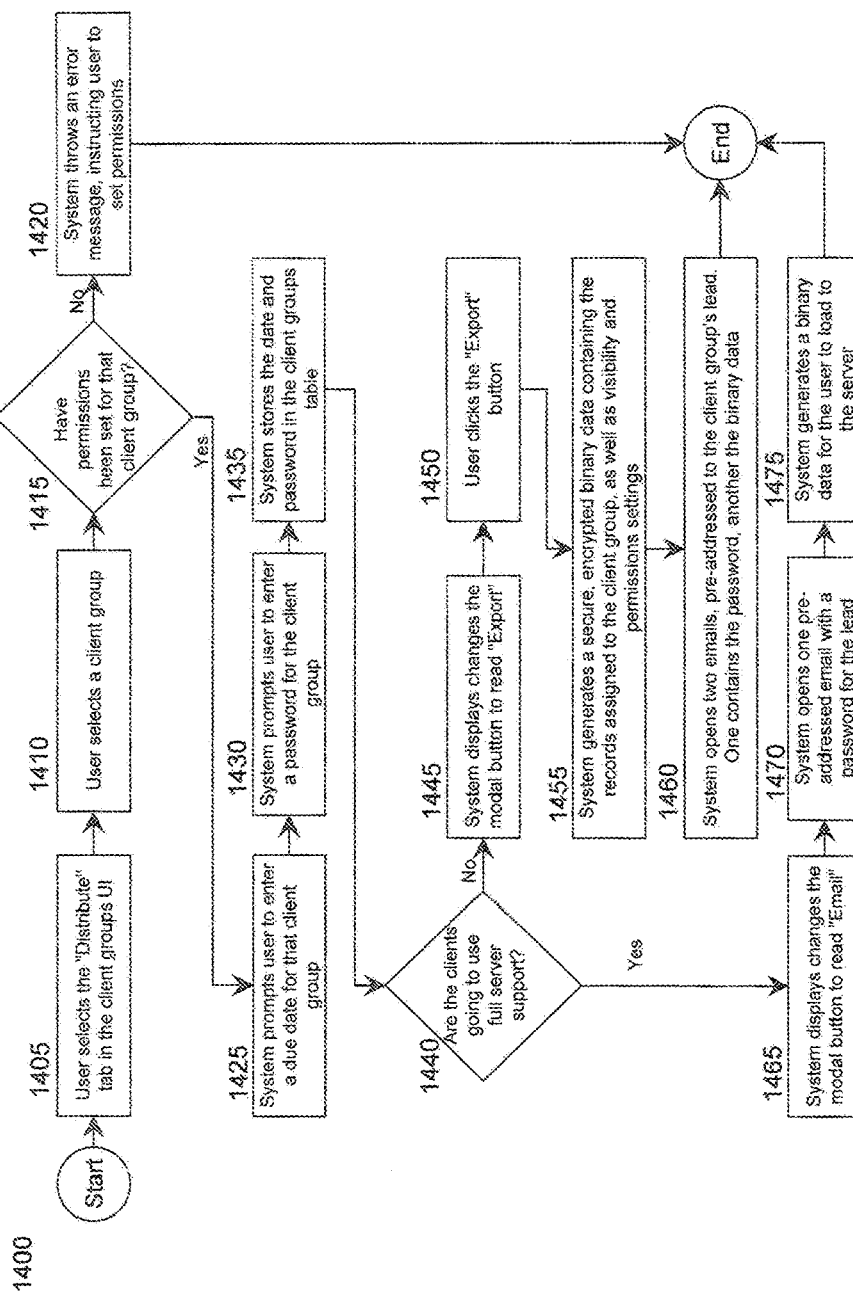 1400
Start
1405
User selects the "Distribute"
tab in the client groups UI
1410
User selects a client group
1415
Have
permissions
been set for that
client group?
No
1420
System throws an error
message, instructing user to
set permissions
Yes
1425
System prompts user to enter
a due date for that client
group
1430
System prompts user to enter
a password for the client
group
1435
System stores the date and
password in the client groups
table
1440
Are the clients
going to use
full server
support?
No
1445
System displays changes the
modal button to read "Export"
1450
User clicks the "Export"
button
1455
System generates a secure, encrypted binary data containing the
records assigned to the client group, as well as visibility and
permissions settings
1460
System opens two emails, pre-addressed to the client group's lead.
One contains the password, another the binary data
End
Yes
1465
System displays changes the
modal button to read "Email"
1470
System opens one pre-
addressed email with a
password for the lead
1475
System generates a binary
data for the user to load to
the server